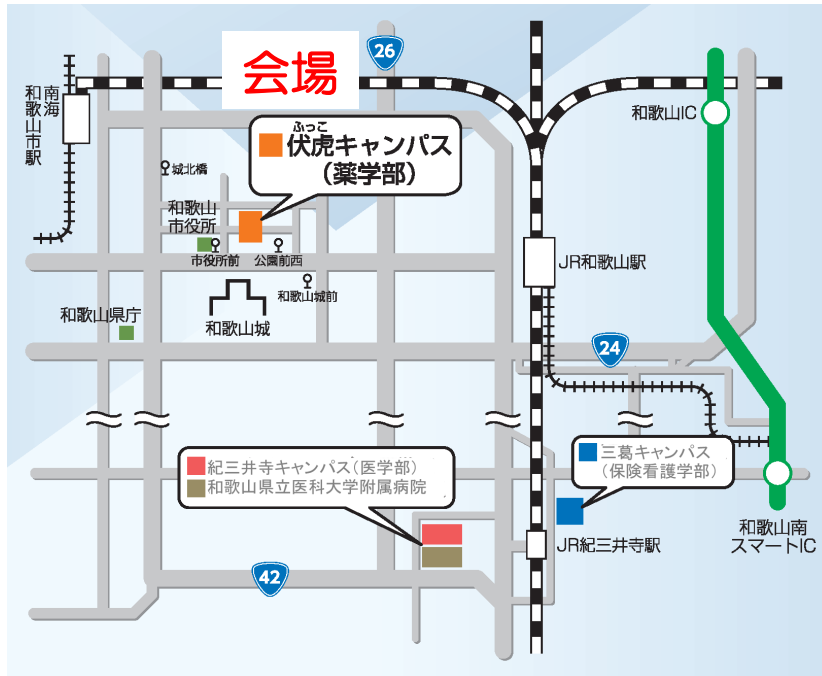 会場
26
南海
和歌山市駅
和歌山IC
ふっこ
伏虎キャンパス
(薬学部)
城北橋
和歌山
市役所
市役所前
公園前西
JR和歌山駅
和歌山城前
和歌山県庁
和歌山城
24
紀三井寺キャンパス(医学部)
和歌山県立医科大学附属病院
三葛キャンパス
(保険看護学部)
和歌山南
スマートIC
JR紀三井寺駅
42